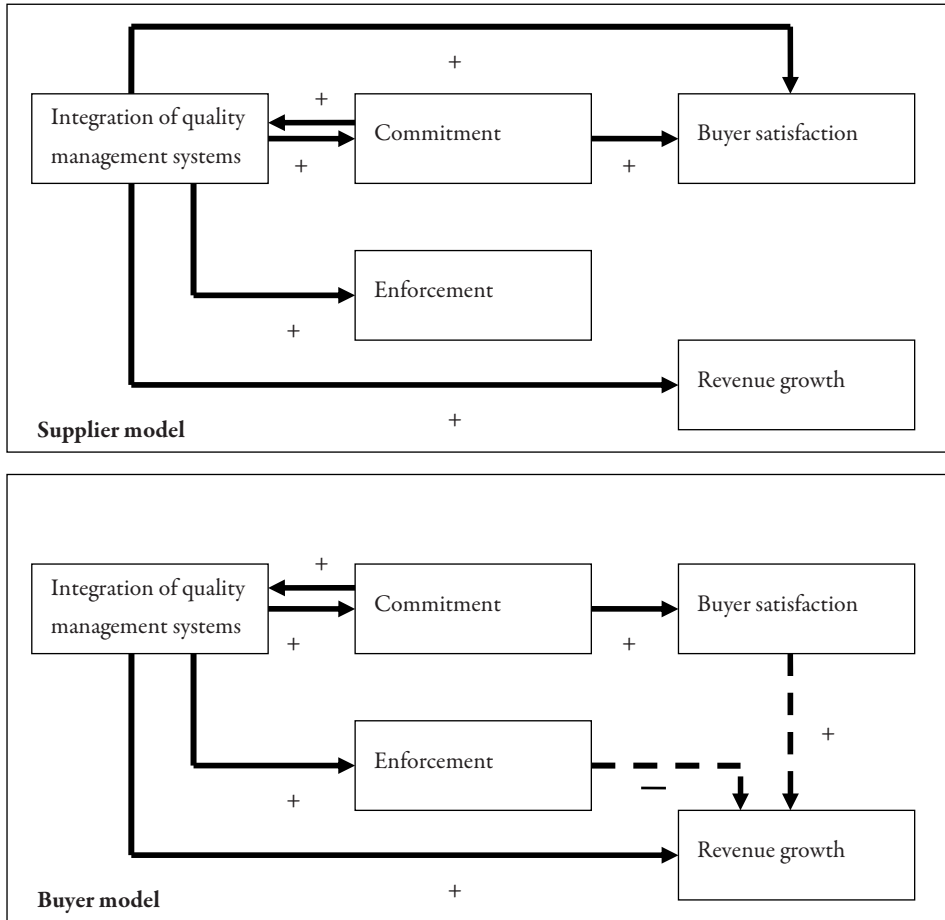 +
+
Integration of quality
management systems
Commitment
Buyer satisfaction
+
+
Enforcement
+
Revenue growth
+
Supplier model
+
Integration of quality
management systems
Commitment
Buyer satisfaction
+
+
+
Enforcement
—
+
Revenue growth
+
Buyer model